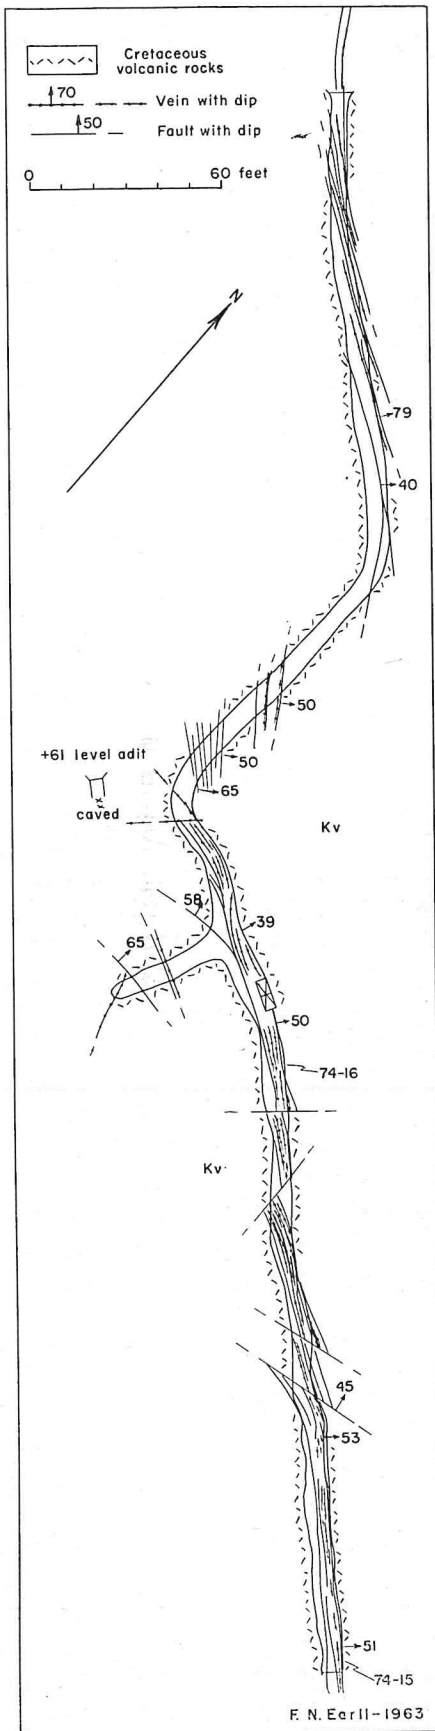 Cretaceous
volcanic rocks
70
Vein with dip
50
Fault with dip
0 60 feet
N
79
40
50
50
+61 level adit
65
caved
Kv
58
39
65
50
74-16
Kv
45
53
51
74-15
F. N. Earll-1963